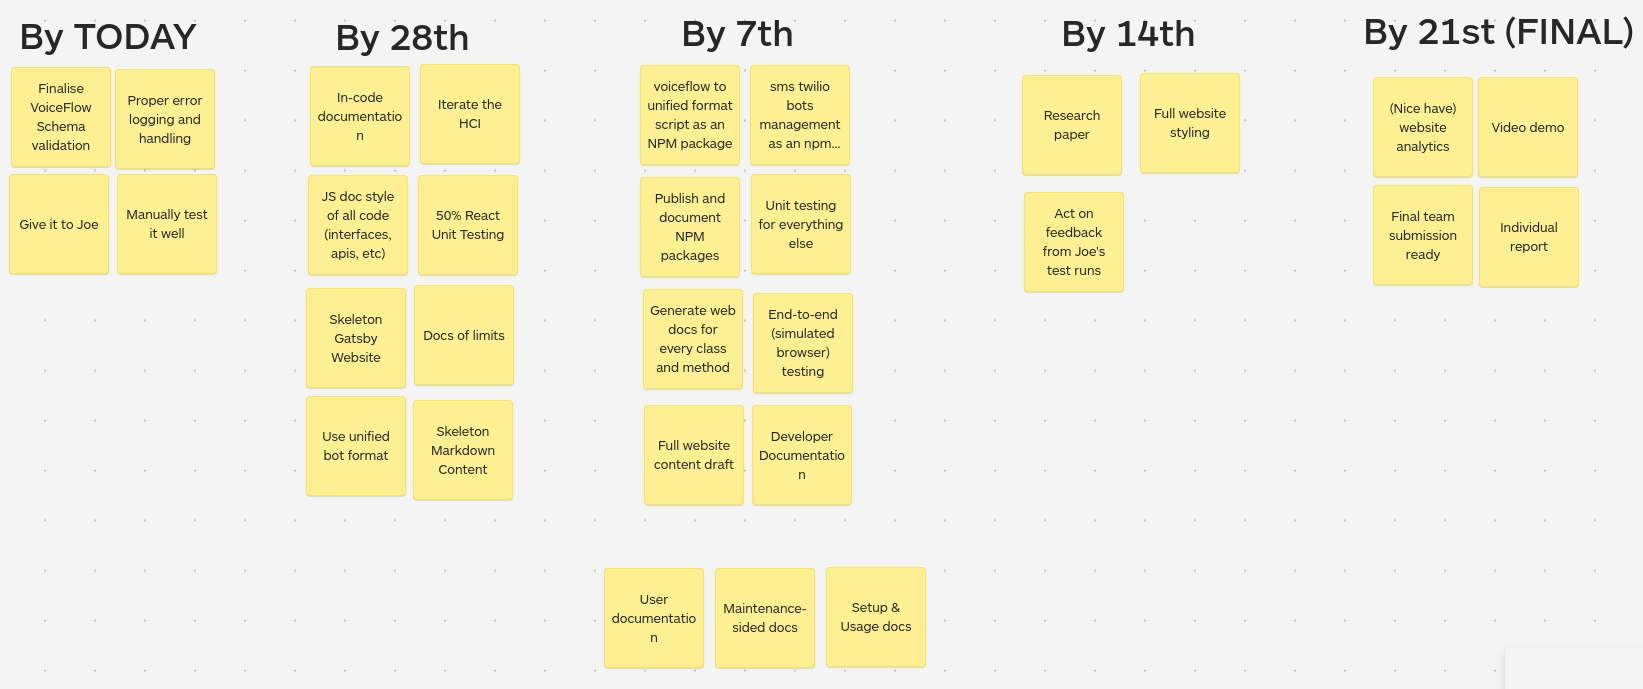 By TODAY
Finalise
VoiceFlow
Schema
validation
Proper error
logging and
handling
Give it to Joe
Manually test
it well
By 28th
In-code
documentatio
n
Iterate the
HCI
JS doc style
of all code
(interfaces,
apis, etc)
50% React
Unit Testing
Skeleton
Gatsby
Website
Docs of limits
Use unified
bot format
Skeleton
Markdown
Content
By 7th
voiceflow to
unified format
script as an
NPM package
sms twilio
bots
management
as an npm...
Publish and
document
NPM
packages
Unit testing
for everything
else
Generate web
docs for
every class
and method
End-to-end
(simulated
browser)
testing
Full website
content draft
Developer
Documentatio
n
User
documentatio
n
Maintenance-
sided docs
Setup &
Usage docs
By 14th
Research
paper
Full website
styling
Act on
feedback
from Joe's
test runs
By 21st (FINAL)
(Nice have)
website
analytics
Video demo
Final team
submission
ready
Individual
report